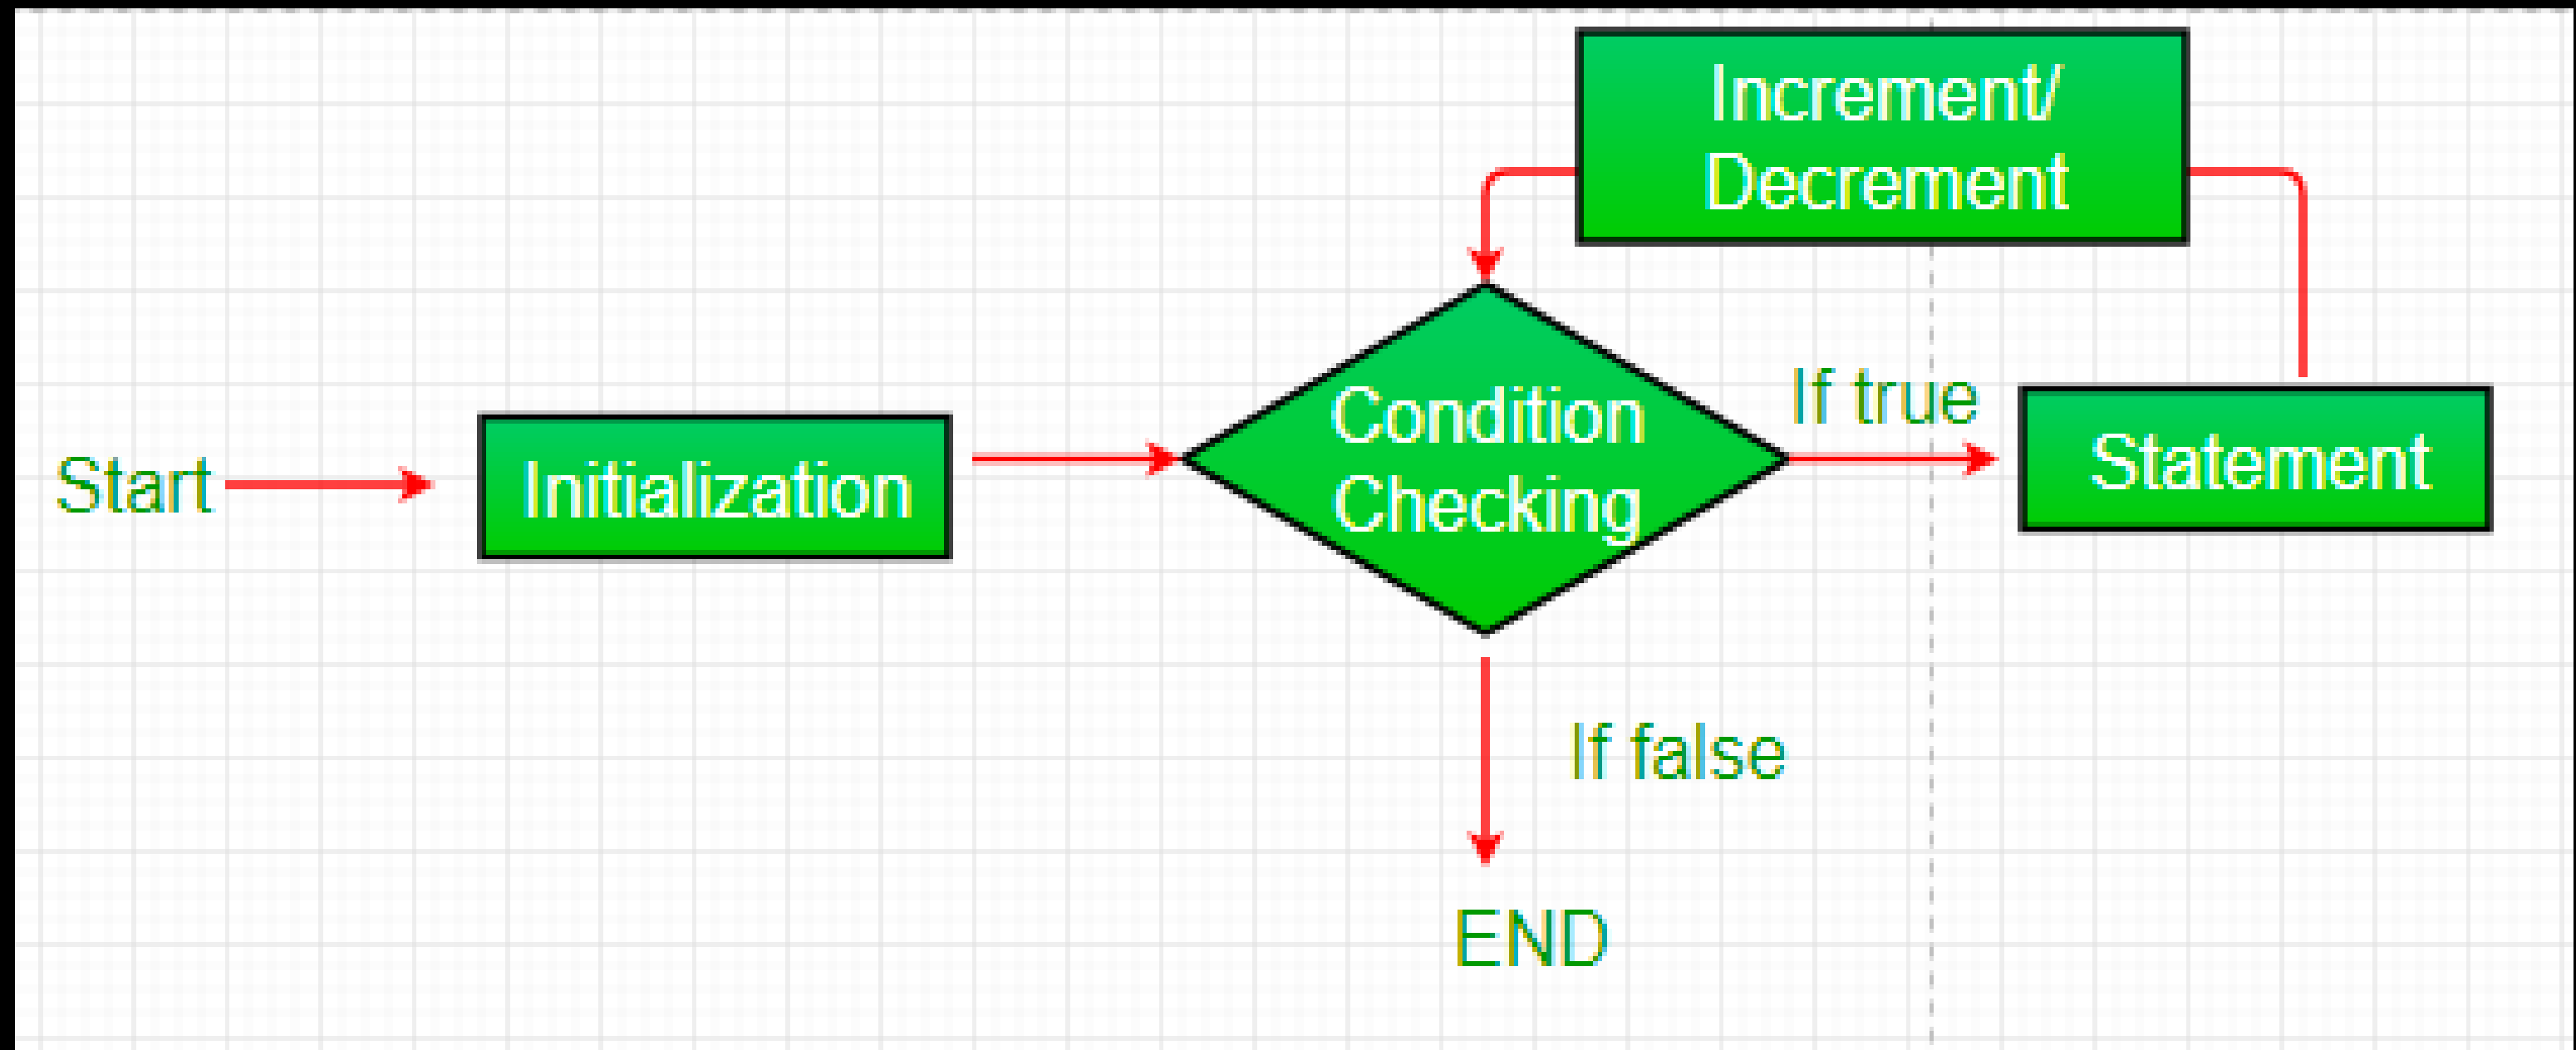 Increment/
Decrement
Condition
Checking
If true
Statement
Start
Initialization
If false
END